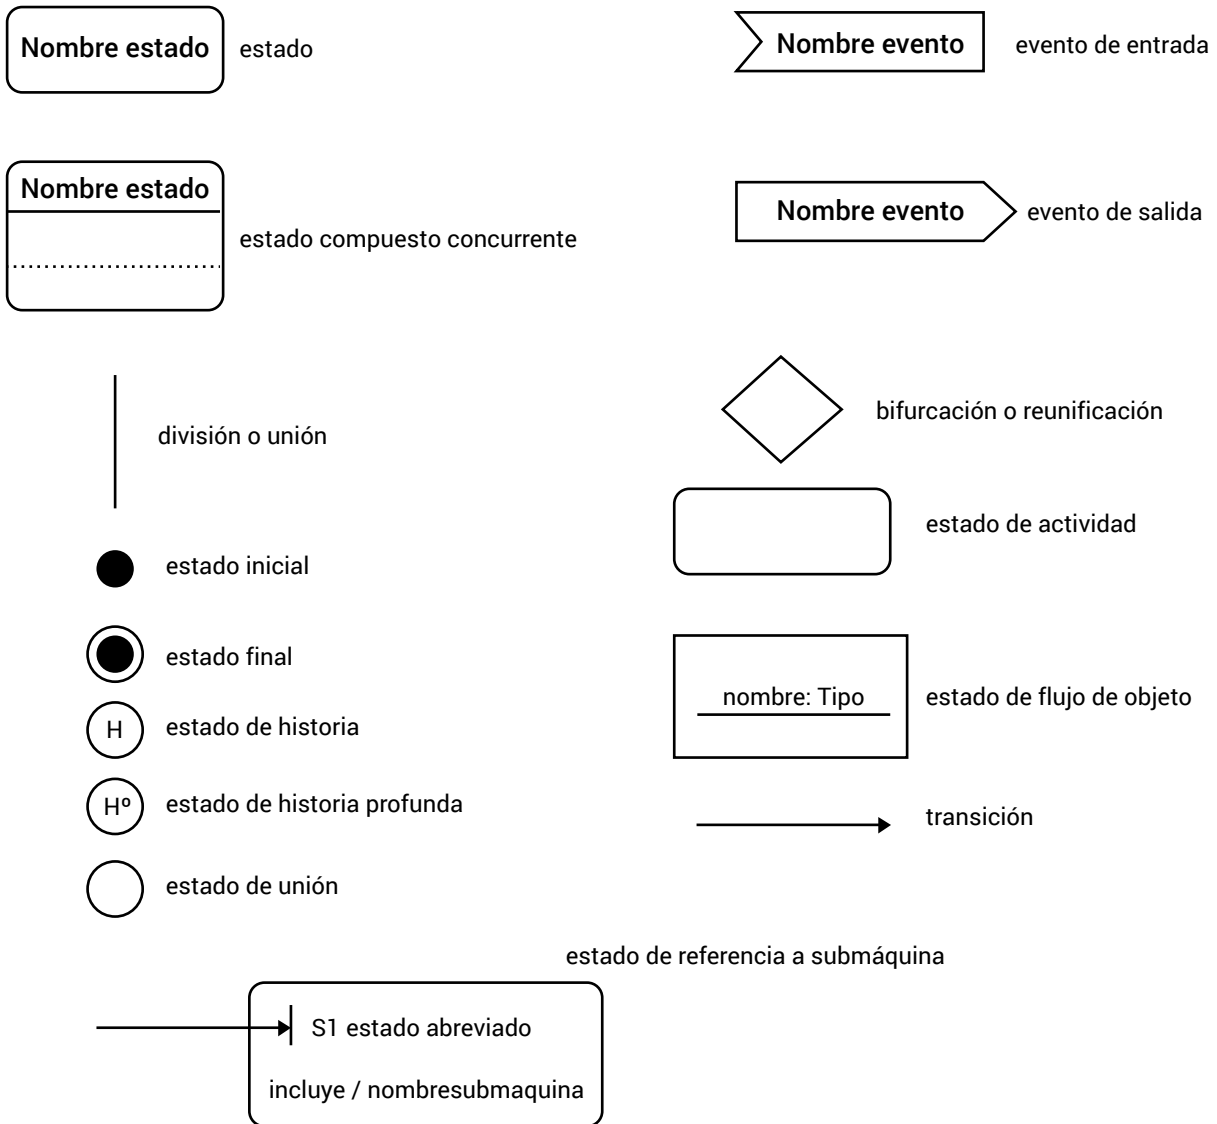 Nombre estado
estado
Nombre evento
evento de entrada
Nombre estado
estado compuesto concurrente
Nombre evento
evento de salida
división o unión
bifurcación o reunificación
estado de actividad
estado inicial
estado final
nombre: Tipo
estado de flujo de objeto
H
estado de historia
Hº
estado de historia profunda
transición
estado de unión
estado de referencia a submáquina
S1 estado abreviado
incluye / nombresubmaquina